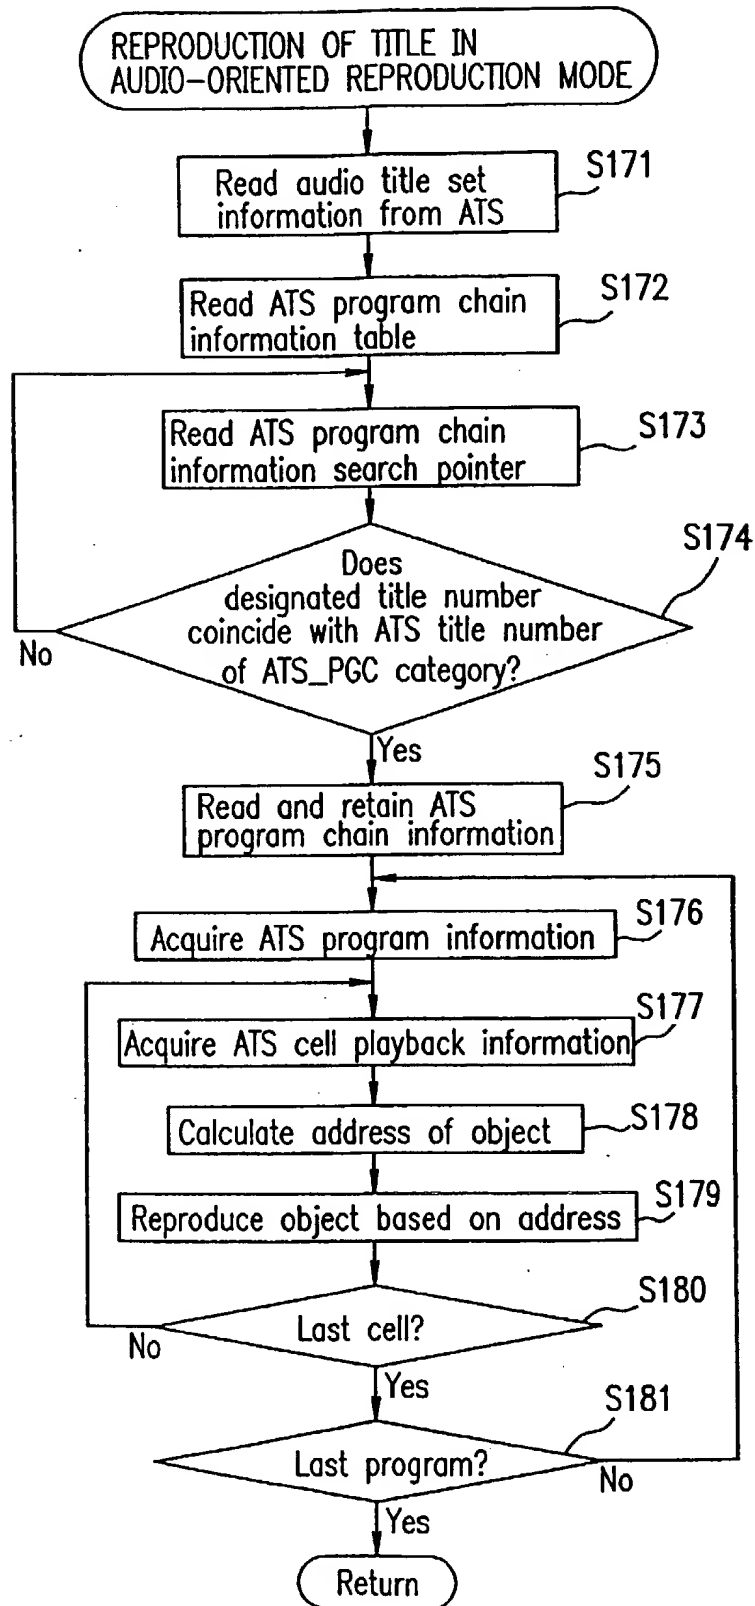 REPRODUCTION OF TITLE IN
AUDIO-ORIENTED REPRODUCTION MODE
S171
Read audio title set
information from ATS
S172
Read ATS program chain
information table
S173
Read ATS program chain
information search pointer
S174
Does
designated title number
coincide with ATS title number
of ATS_PGC category?
No
Yes
S175
Read and retain ATS
program chain information
S176
Acquire ATS program information
S177
Acquire ATS cell playback information
S178
Calculate address of object
S179
Reproduce object based on address
S180
Last cell?
No
Yes
S181
Last program?
No
Yes
Return